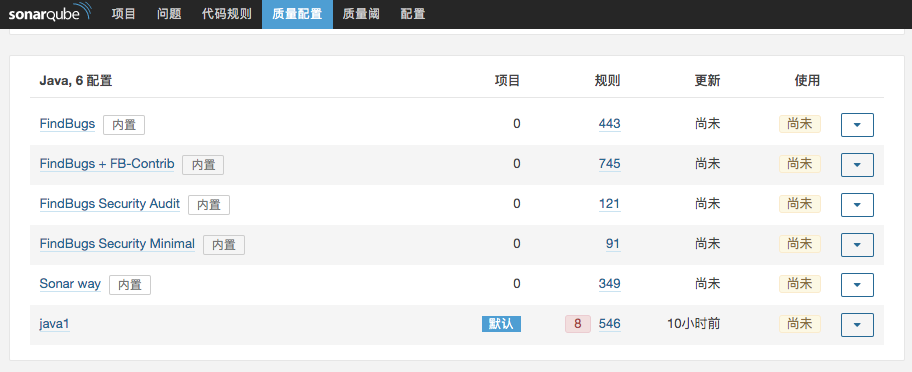 sonarqube 项目 问题 代码规则 质量配置 质量阈 配置
Java, 6 配置 项目 规则 更新 使用
FindBugs 内置 0 443 尚未 尚未
FindBugs + FB-Contrib 内置 0 745 尚未 尚未
FindBugs Security Audit 内置 0 121 尚未 尚未
FindBugs Security Minimal 内置 0 91 尚未 尚未
Sonar way 内置 0 349 尚未 尚未
java1 默认 8 546 10小时前 尚未